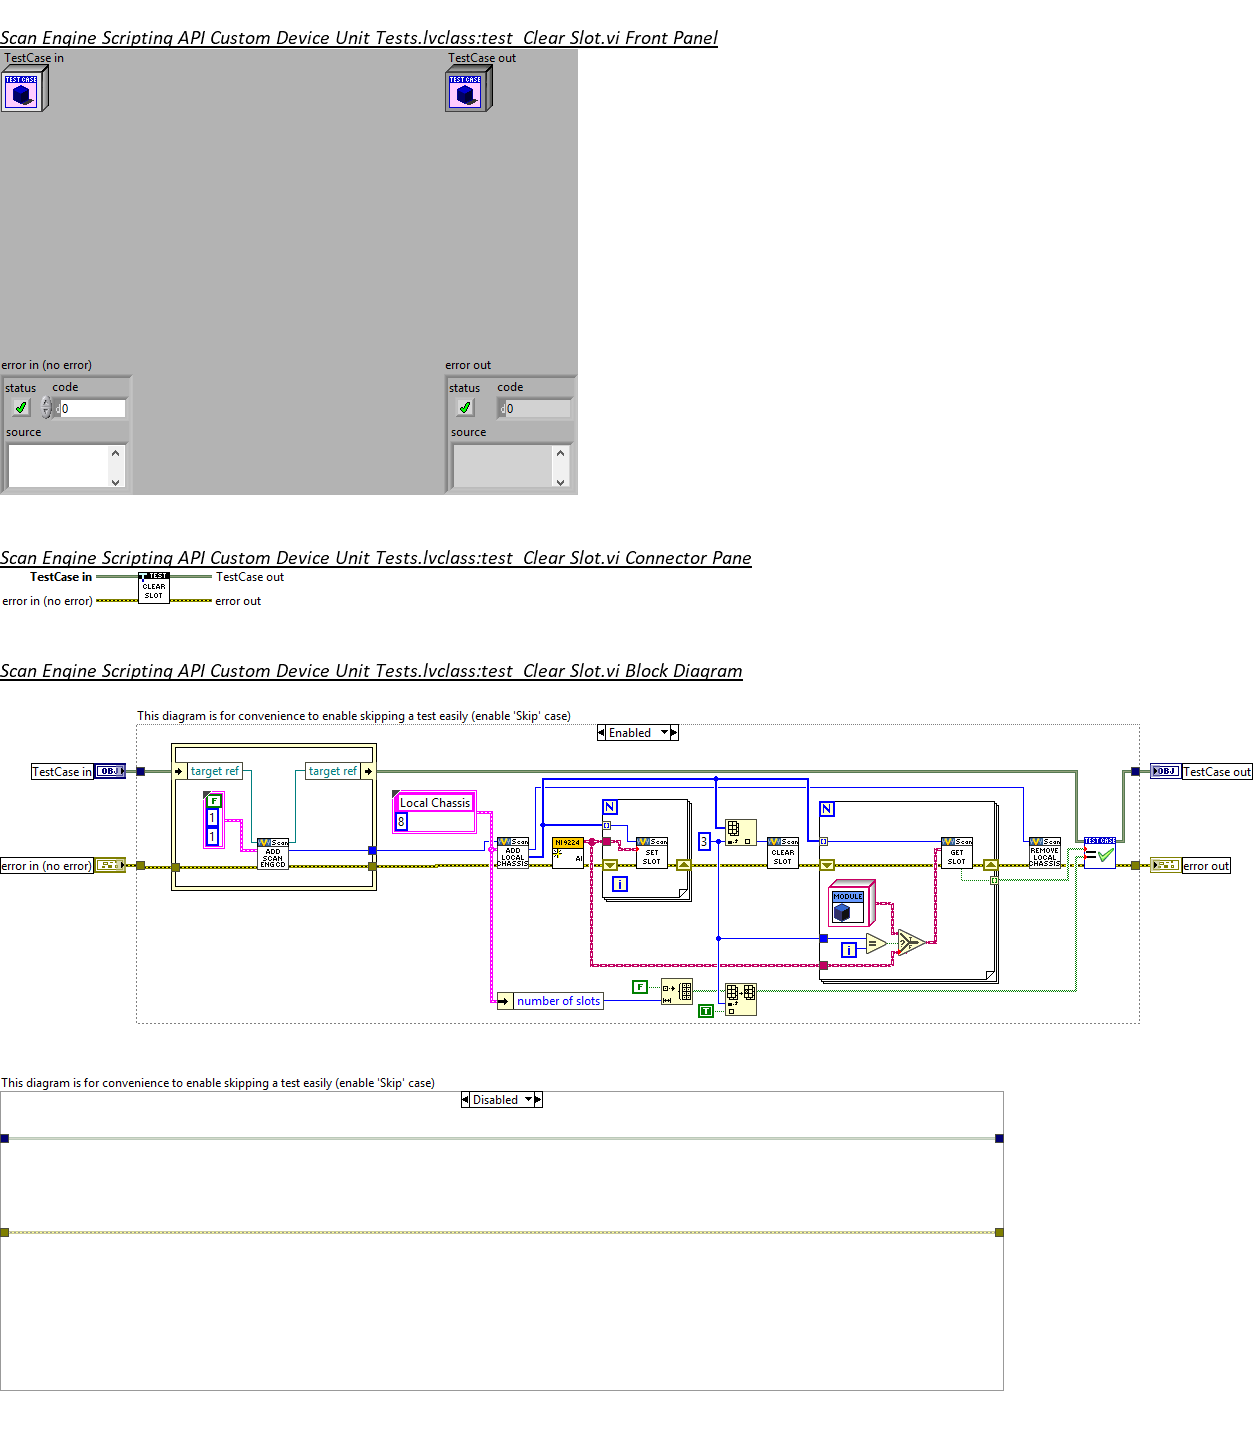 Scan Engine Scripting API Custom Device Unit Tests.lvclass:test_Clear Slot.vi Front Panel
TestCase in
TestCase out
TEST CASE
TEST CASE
error in (no error)
error out
status
code
status
code
d0
d0
source
source
Scan Engine Scripting API Custom Device Unit Tests.lvclass:test_Clear Slot.vi Connector Pane
TestCase in
TEST
CLEAR
SLOT
TestCase out
error in (no error)
error out
Scan Engine Scripting API Custom Device Unit Tests.lvclass:test_Clear Slot.vi Block Diagram
This diagram is for convenience to enable skipping a test easily (enable 'Skip' case)
Enabled
TestCase in
OBJ
target ref
target ref
OBJ
TestCase out
F
1
1
Scan
ADD
SCAN
ENGCD
Local Chassis
8
Scan
ADD
LOCAL
CHASSIS
NI 9224
AI
N
Scan
SET
SLOT
i
3
Scan
CLEAR
SLOT
N
Scan
GET
SLOT
Scan
REMOVE
LOCAL
CHASSIS
TEST CASE
=
error in (no error)
error out
MODULE
i
=
?
T
F
F
number of slots
T
This diagram is for convenience to enable skipping a test easily (enable 'Skip' case)
Disabled